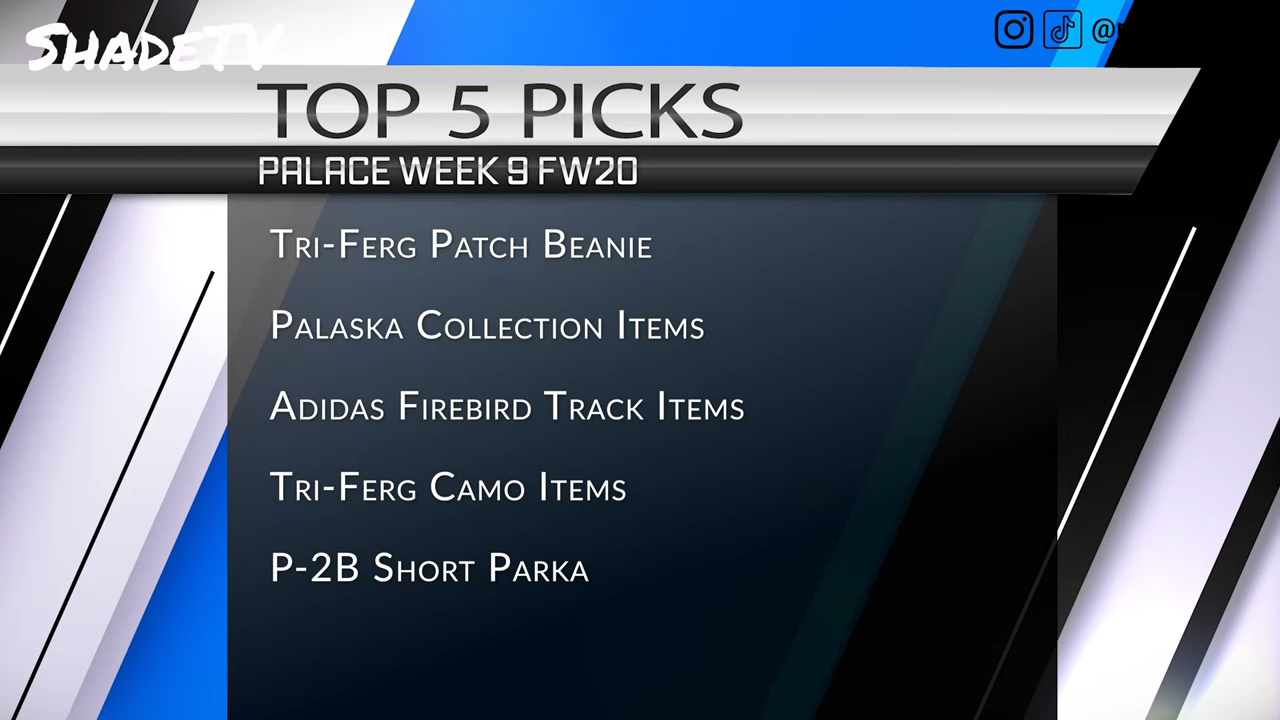 ShadeTV
TOP 5 PICKS
PALACE WEEK 9 FW20
Tri-Ferg Patch Beanie
Palaska Collection Items
Adidas Firebird Track Items
Tri-Ferg Camo Items
P-2B Short Parka